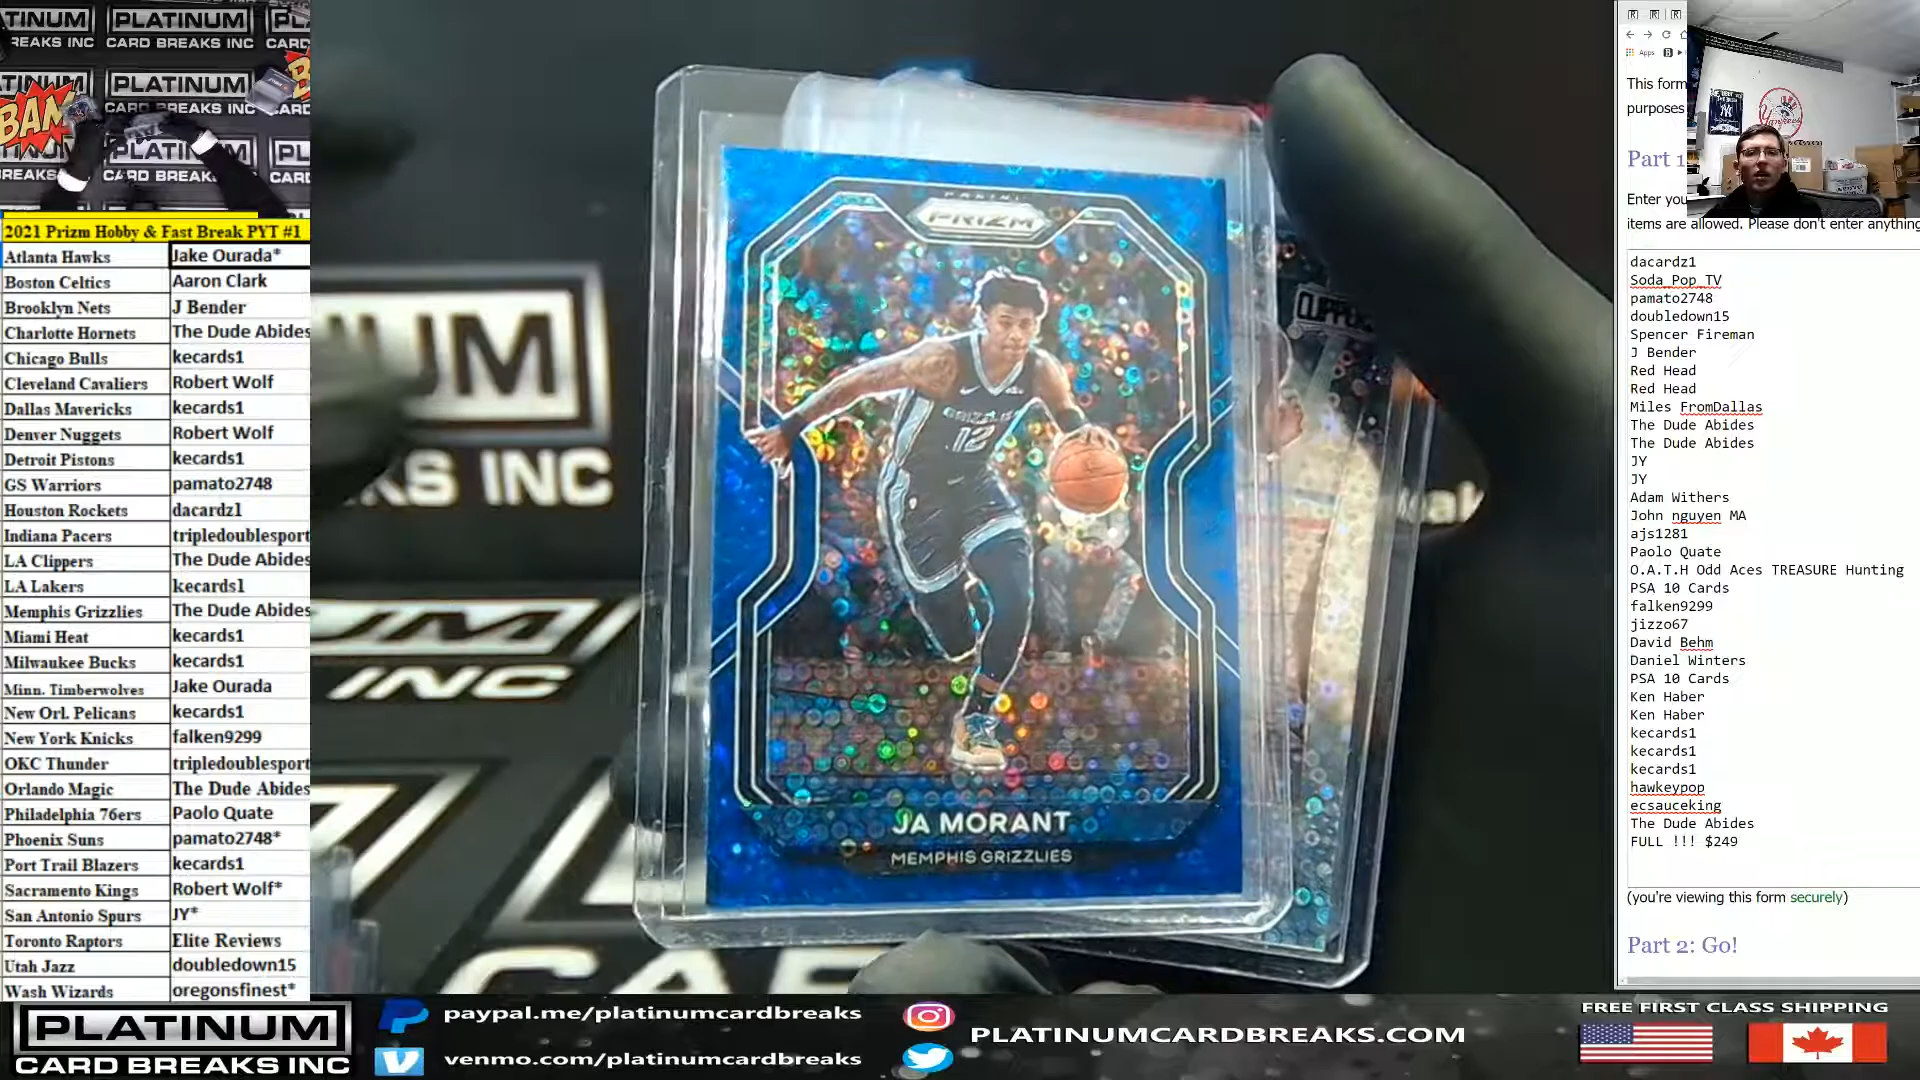 PLATINUM
CARD BREAKS INC
BAM
2021 Prizm Hobby & Fast Break PYT #1
Atlanta Hawks Jake Ourada*
Boston Celtics Aaron Clark
Brooklyn Nets J Bender
Charlotte Hornets The Dude Abides
Chicago Bulls kecards1
Cleveland Cavaliers Robert Wolf
Dallas Mavericks kecards1
Denver Nuggets Robert Wolf
Detroit Pistons kecards1
GS Warriors pamato2748
Houston Rockets dacardz1
Indiana Pacers tripledoublesport
LA Clippers The Dude Abides
LA Lakers kecards1
Memphis Grizzlies The Dude Abides
Miami Heat kecards1
Milwaukee Bucks kecards1
Minn. Timberwolves Jake Ourada
New Orl. Pelicans kecards1
New York Knicks falken9299
OKC Thunder tripledoublesport
Orlando Magic The Dude Abides
Philadelphia 76ers Paolo Quate
Phoenix Suns pamato2748*
Port Trail Blazers kecards1
Sacramento Kings Robert Wolf*
San Antonio Spurs JY*
Toronto Raptors Elite Reviews
Utah Jazz doubledown15
Wash Wizards oregonsfinest*
PANINI
PRIZM
GRIZZLIES
12
JA MORANT
MEMPHIS GRIZZLIES
Apps
This form
purposes
Part 1
Enter you
items are allowed. Please don't enter anything
dacardz1
Soda_Pop_TV
pamato2748
doubledown15
Spencer Fireman
J Bender
Red Head
Red Head
Miles FromDallas
The Dude Abides
The Dude Abides
JY
JY
Adam Withers
John nguyen MA
ajs1281
Paolo Quate
O.A.T.H Odd Aces TREASURE Hunting
PSA 10 Cards
falken9299
jizzo67
David Behm
Daniel Winters
PSA 10 Cards
Ken Haber
Ken Haber
kecards1
kecards1
kecards1
hawkeypop
ecsauceking
The Dude Abides
FULL !!! $249
(you're viewing this form securely)
Part 2: Go!
PLATINUM
CARD BREAKS INC
paypal.me/platinumcardbreaks
venmo.com/platinumcardbreaks
PLATINUMCARDBREAKS.COM
FREE FIRST CLASS SHIPPING